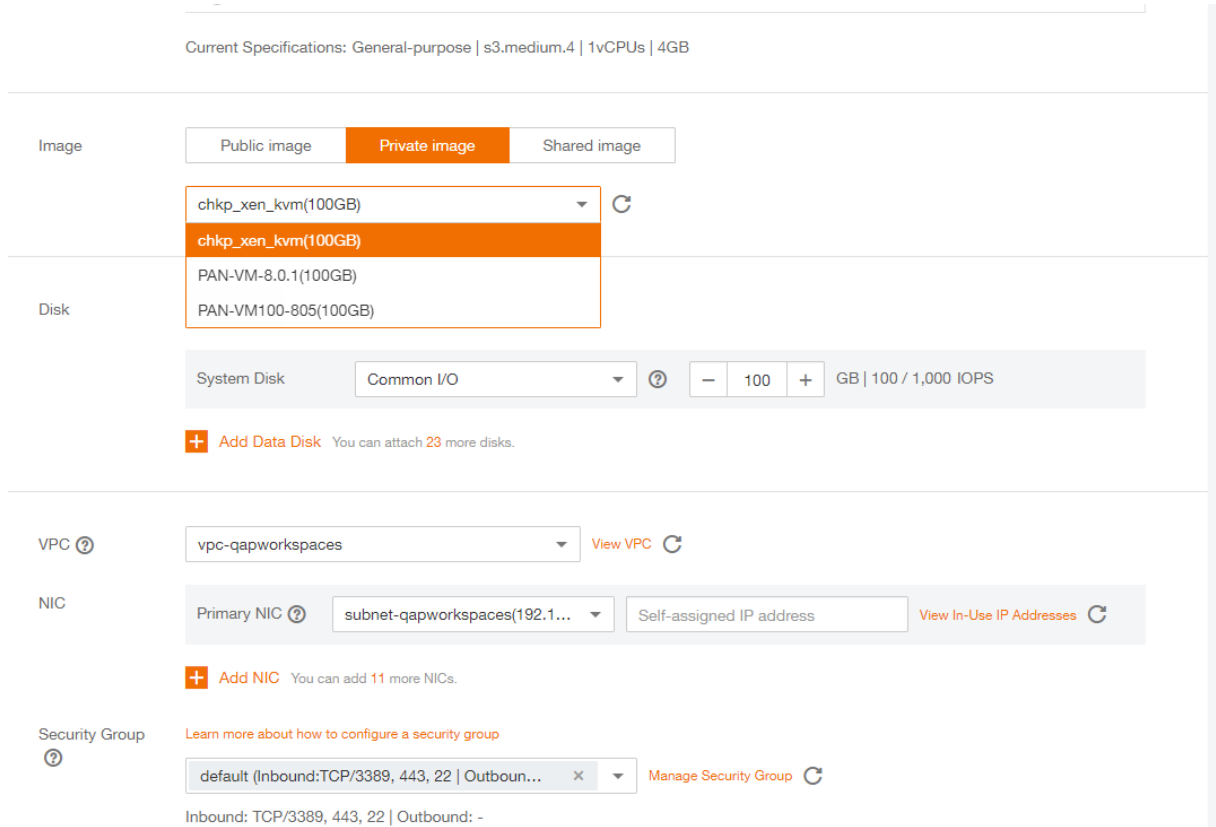 Current Specifications: General-purpose | s3.medium.4 | 1vCPUs | 4GB
Image
Public image
Private image
Shared image
chkp_xen_kvm(100GB)
chkp_xen_kvm(100GB)
PAN-VM-8.0.1(100GB)
PAN-VM100-805(100GB)
Disk
System Disk
Common I/O
100
GB | 100 / 1,000 IOPS
Add Data Disk You can attach 23 more disks.
VPC
vpc-qapworkspaces
View VPC
NIC
Primary NIC
subnet-qapworkspaces(192.1...
Self-assigned IP address
View In-Use IP Addresses
Add NIC You can add 11 more NICs.
Security Group
Learn more about how to configure a security group
default (Inbound:TCP/3389, 443, 22 | Outboun...
Manage Security Group
Inbound: TCP/3389, 443, 22 | Outbound: -